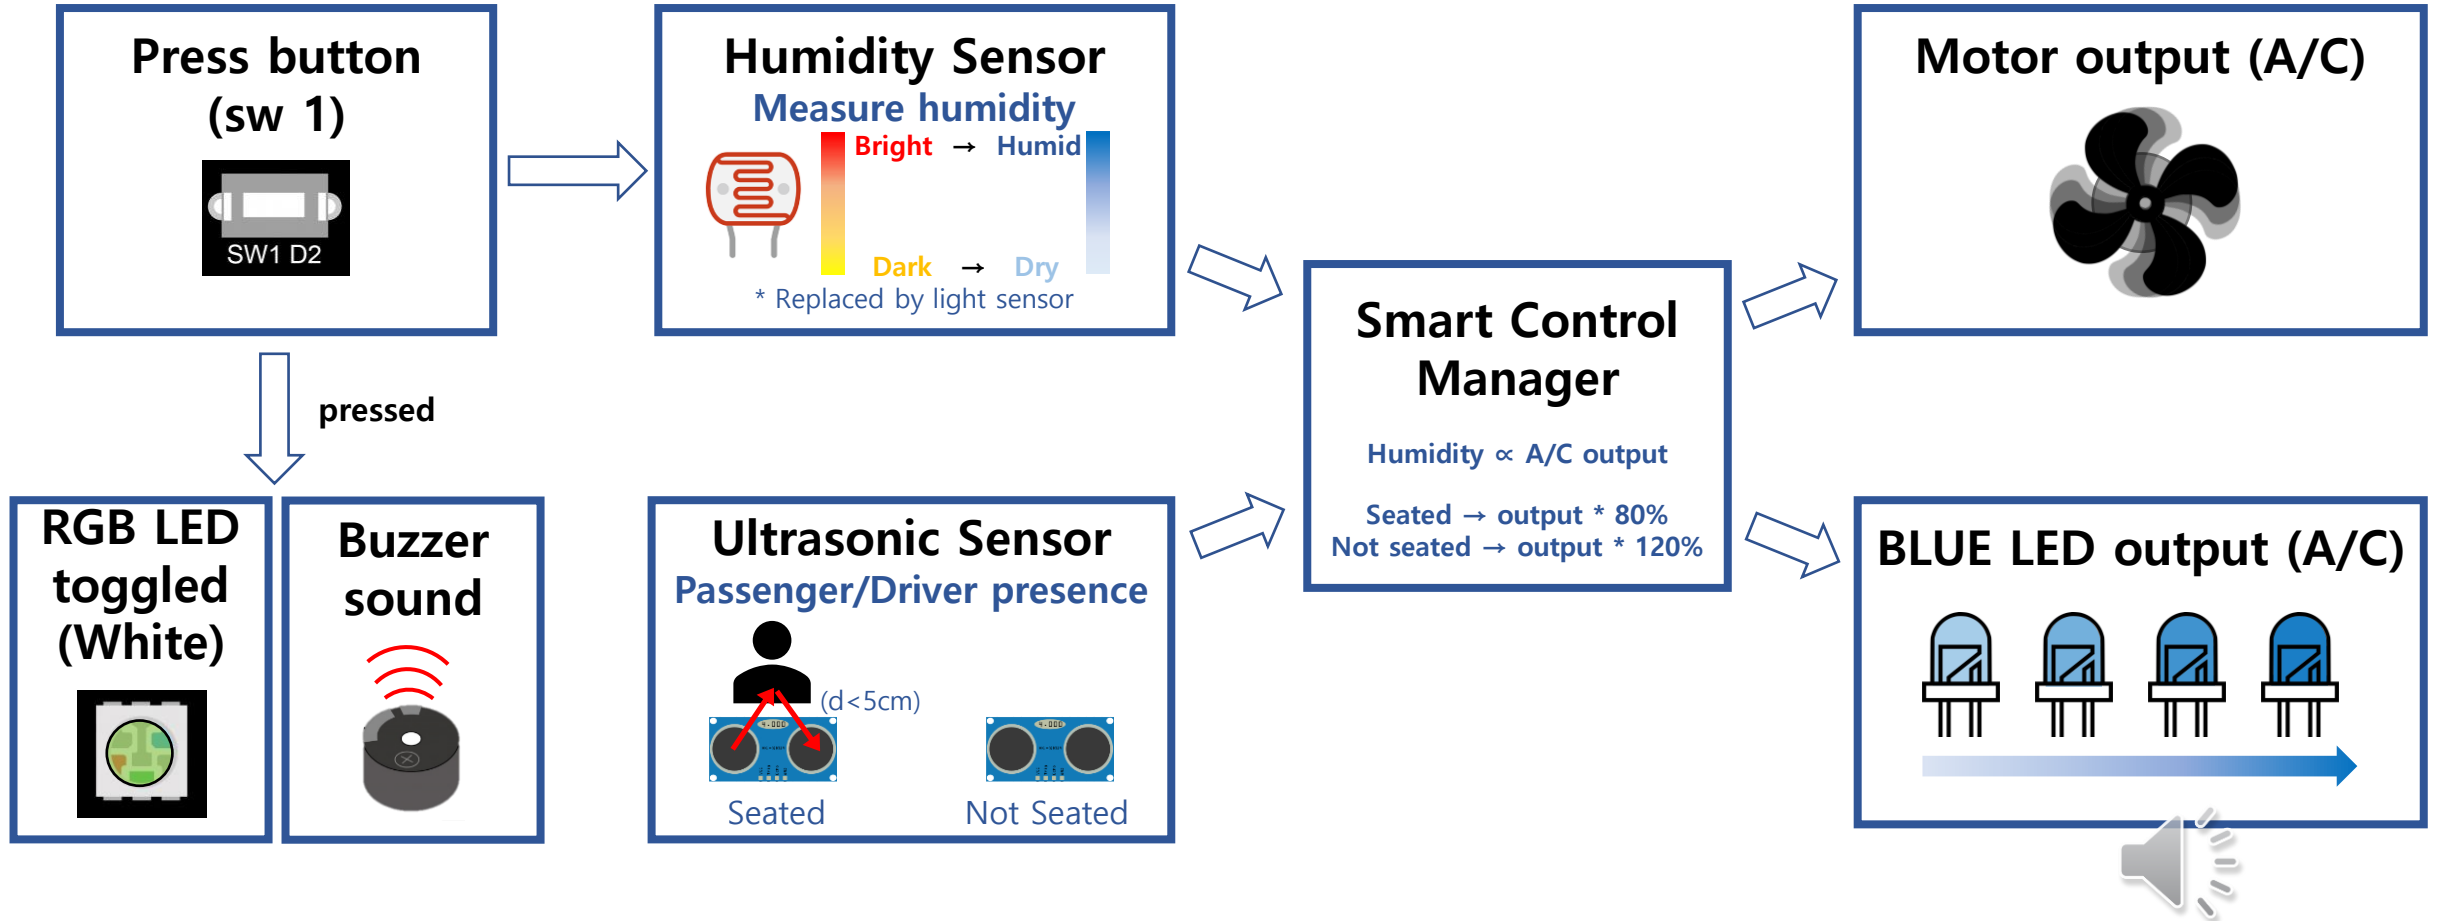 Press button
(sw 1)
SW1 D2
Humidity Sensor
Measure humidity
Bright → Humid
Dark → Dry
* Replaced by light sensor
Motor output (A/C)
pressed
Smart Control
Manager
Humidity ∝ A/C output
Seated → output * 80%
Not seated → output * 120%
RGB LED
toggled
(White)
Buzzer
sound
Ultrasonic Sensor
Passenger/Driver presence
(d<5cm)
Seated
Not Seated
BLUE LED output (A/C)